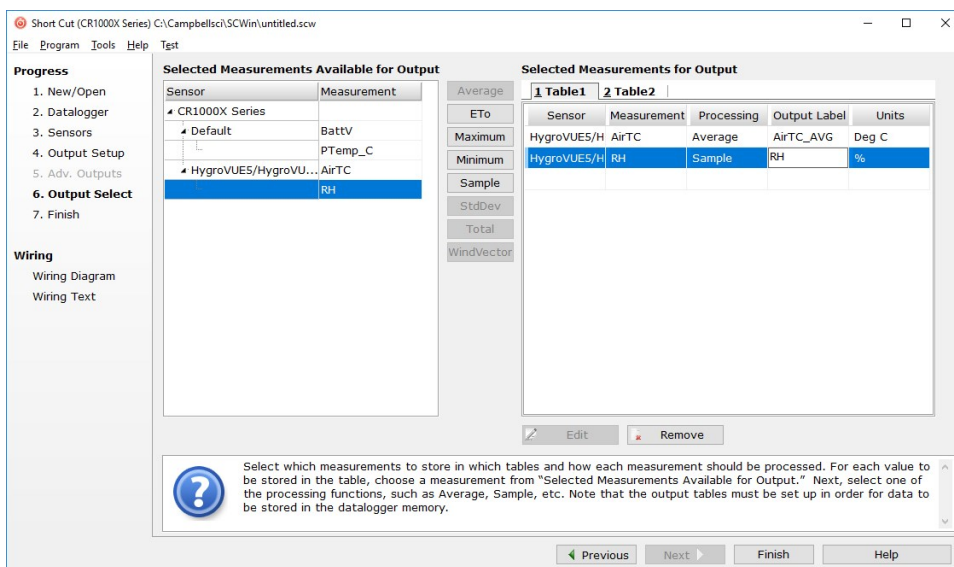 Short Cut (CR1000X Series) C:\Campbellsci\SCWin\untitled.scw
File Program Tools Help Test
Progress
1. New/Open
2. Datalogger
3. Sensors
4. Output Setup
5. Adv. Outputs
6. Output Select
7. Finish
Wiring
Wiring Diagram
Wiring Text
Selected Measurements Available for Output
Sensor Measurement
CR1000X Series
Default BattV
PTemp_C
HygroVUE5/HygroVU... AirTC
RH
Average
ETo
Maximum
Minimum
Sample
StdDev
Total
WindVector
Selected Measurements for Output
1 Table1 2 Table2
Sensor Measurement Processing Output Label Units
HygroVUE5/H AirTC Average AirTC_AVG Deg C
HygroVUE5/H RH Sample RH %
Edit Remove
Select which measurements to store in which tables and how each measurement should be processed. For each value to
be stored in the table, choose a measurement from “Selected Measurements Available for Output.” Next, select one of
the processing functions, such as Average, Sample, etc. Note that the output tables must be set up in order for data to
be stored in the datalogger memory.
Previous Next Finish Help